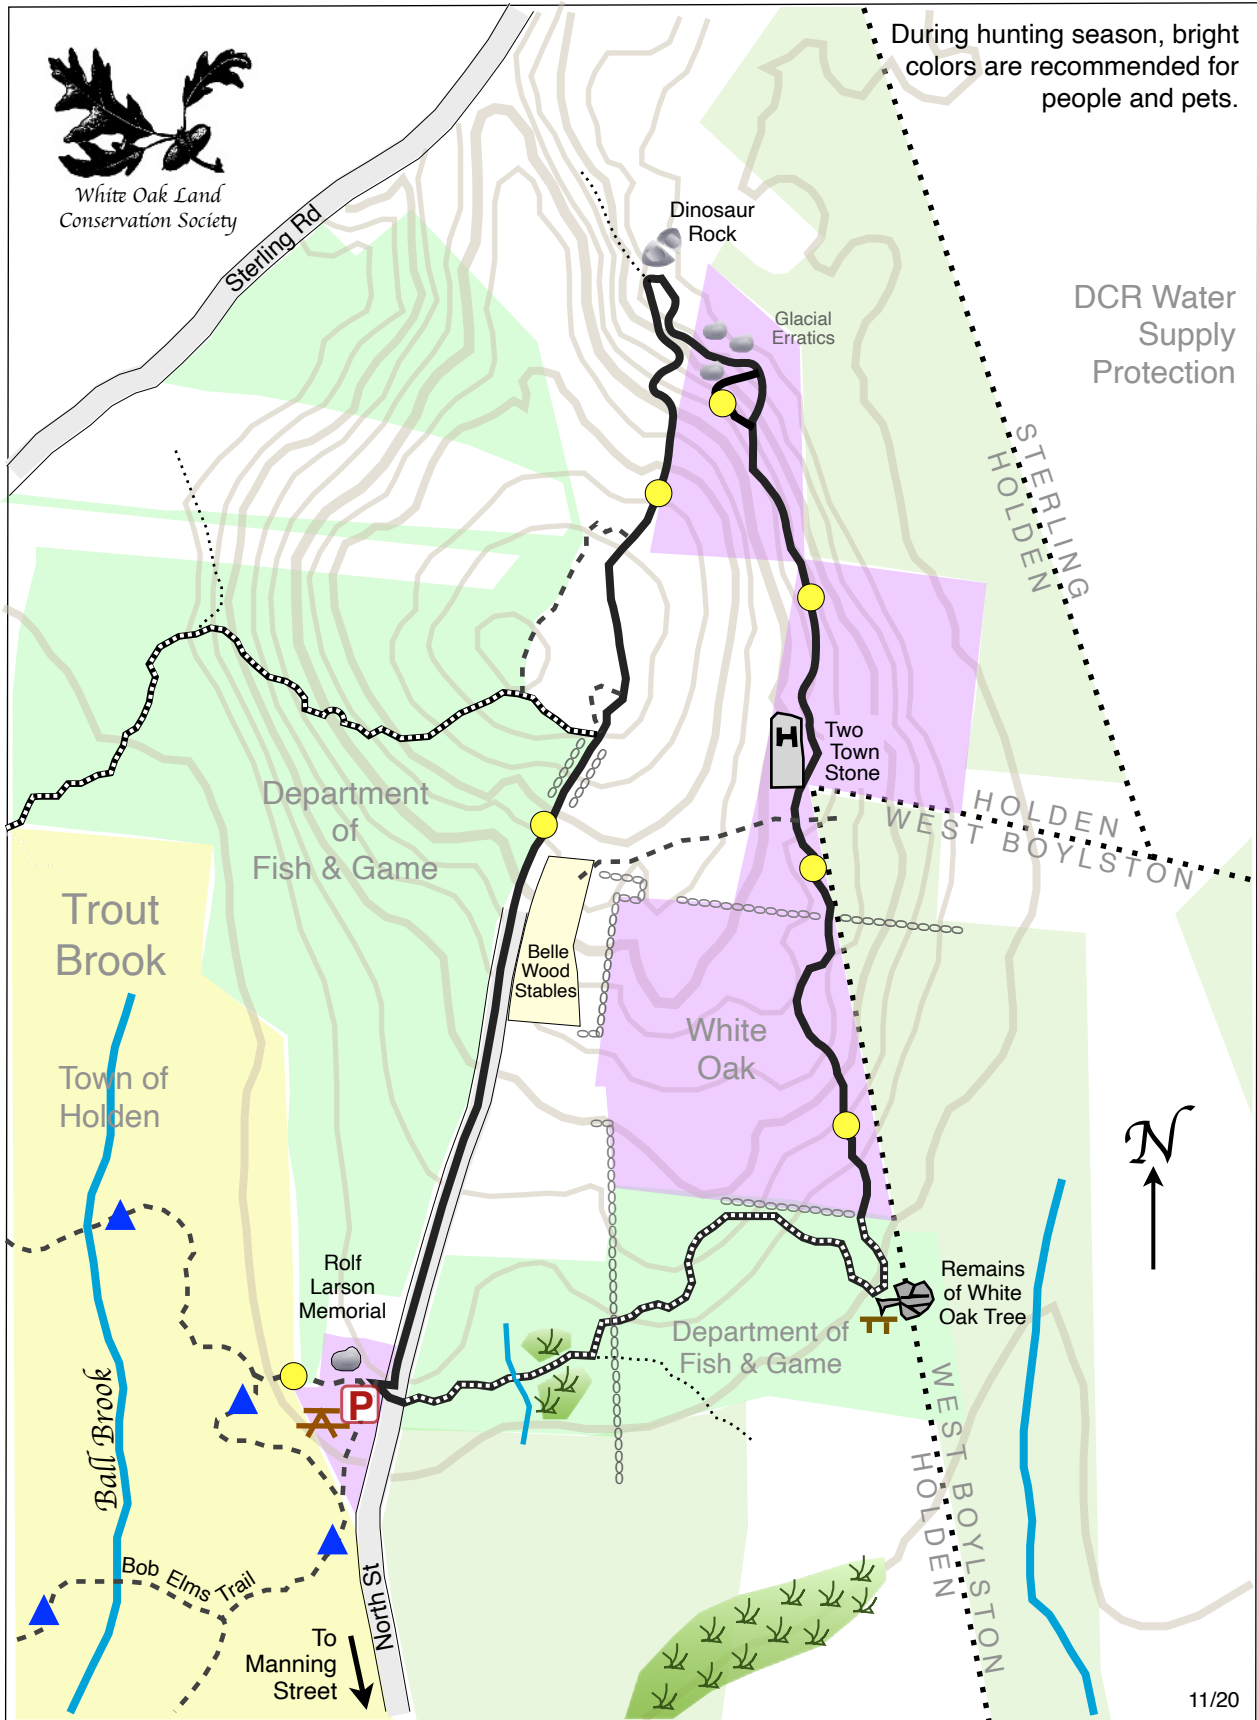 During hunting season, bright
colors are recommended for
people and pets.
White Oak Land
Conservation Society
Sterling Rd
Dinosaur
Rock
Glacial
Erratics
DCR Water
Supply
Protection
STERLING
HOLDEN
H
Two
Town
Stone
HOLDEN
WEST BOYLSTON
Department
of
Fish & Game
Trout
Brook
Belle
Wood
Stables
White
Oak
Town of
Holden
N
Rolf
Larson
Memorial
Remains
of White
Oak Tree
Department of
Fish & Game
P
Ball Brook
WEST BOYLSTON
HOLDEN
Bob Elms Trail
North St
To
Manning
Street
11/20